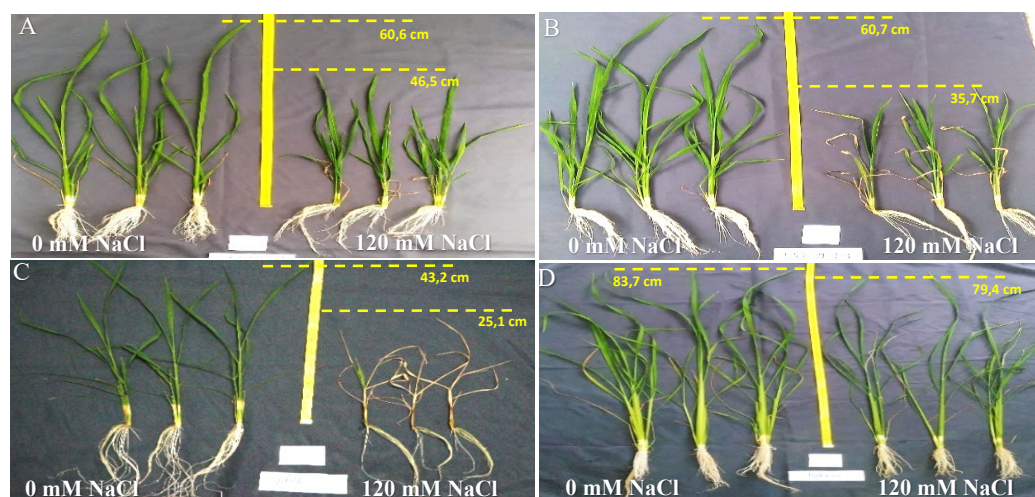 A
60,6 cm
46,5 cm
0 mM NaCl
120 mM NaCl
B
60,7 cm
35,7 cm
0 mM NaCl
120 mM NaCl
C
43,2 cm
25,1 cm
0 mM NaCl
120 mM NaCl
D
83,7 cm
79,4 cm
0 mM NaCl
120 mM NaCl